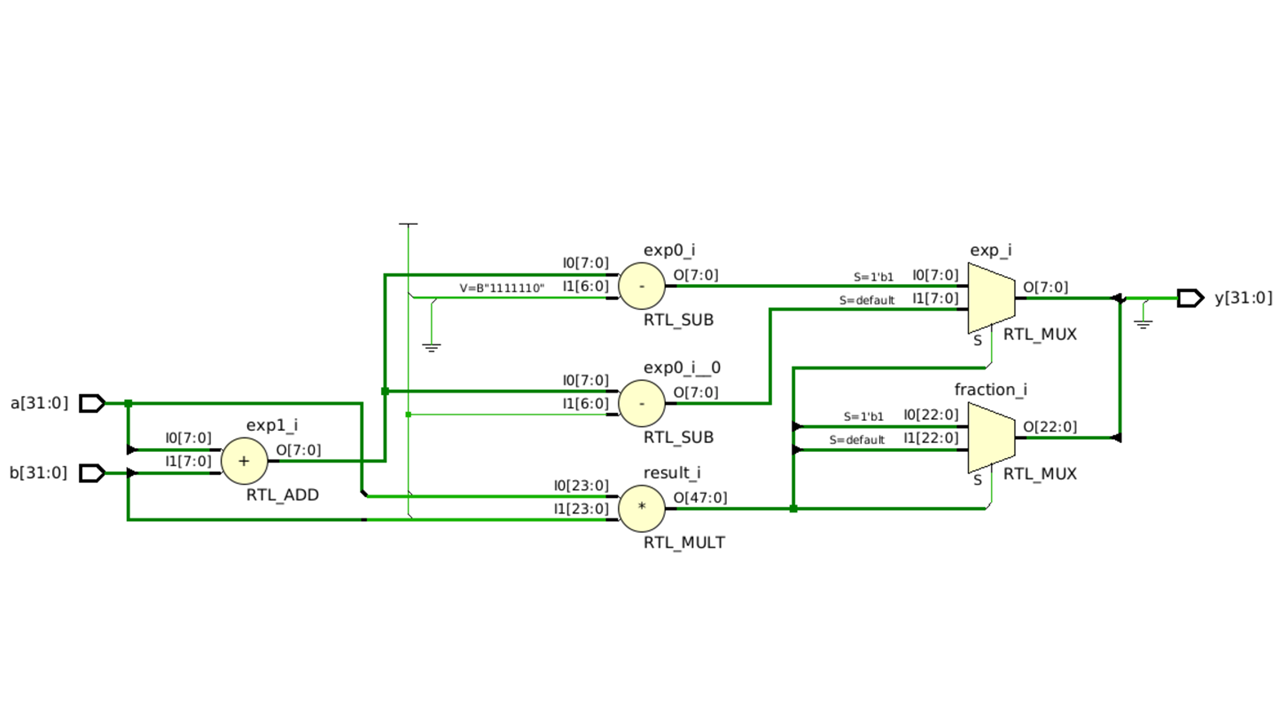 exp0_i
I0[7:0]
V=B"1111110" I1[6:0]
O[7:0]
RTL_SUB
exp_i
S=1'b1 I0[7:0]
S=default I1[7:0]
O[7:0]
S
RTL_MUX
y[31:0]
exp0_i__0
I0[7:0]
I1[6:0]
O[7:0]
RTL_SUB
fraction_i
S=1'b1 I0[22:0]
S=default I1[22:0]
O[22:0]
S
RTL_MUX
a[31:0]
b[31:0]
exp1_i
I0[7:0]
I1[7:0]
O[7:0]
+
RTL_ADD
result_i
I0[23:0]
I1[23:0]
O[47:0]
*
RTL_MULT
-
-